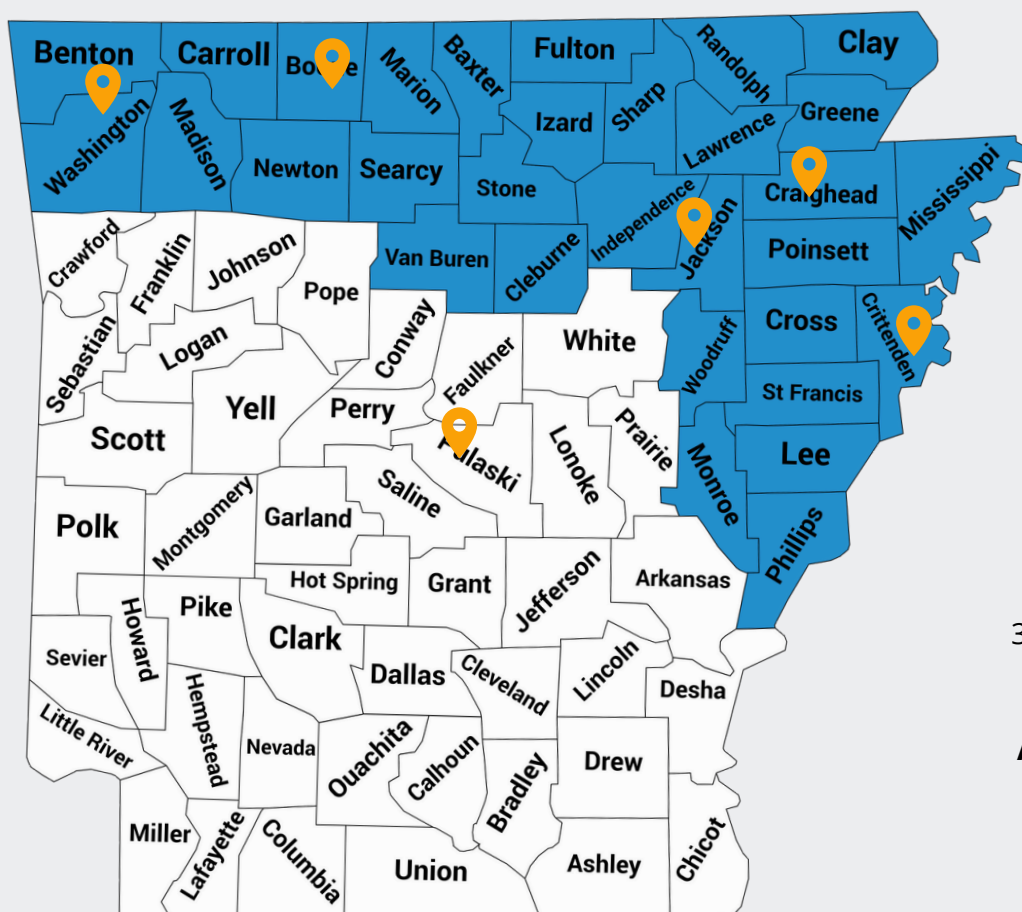 Benton
Carroll
Boone
Marion
Baxter
Fulton
Randolph
Clay
Washington
Madison
Newton
Searcy
Stone
Izard
Sharp
Lawrence
Greene
Craighead
Mississippi
Independence
Jackson
Poinsett
Crawford
Franklin
Johnson
Pope
Van Buren
Cleburne
White
Woodruff
Cross
Crittenden
St Francis
Sebastian
Logan
Conway
Faulkner
Yell
Perry
Pulaski
Lonoke
Prairie
Monroe
Lee
Phillips
Scott
Polk
Montgomery
Garland
Saline
Hot Spring
Grant
Jefferson
Arkansas
3
Howard
Pike
Clark
Sevier
Dallas
Cleveland
Lincoln
Desha
Little River
Hempstead
Nevada
Ouachita
Calhoun
Bradley
Drew
Miller
Lafayette
Columbia
Union
Ashley
Chicot